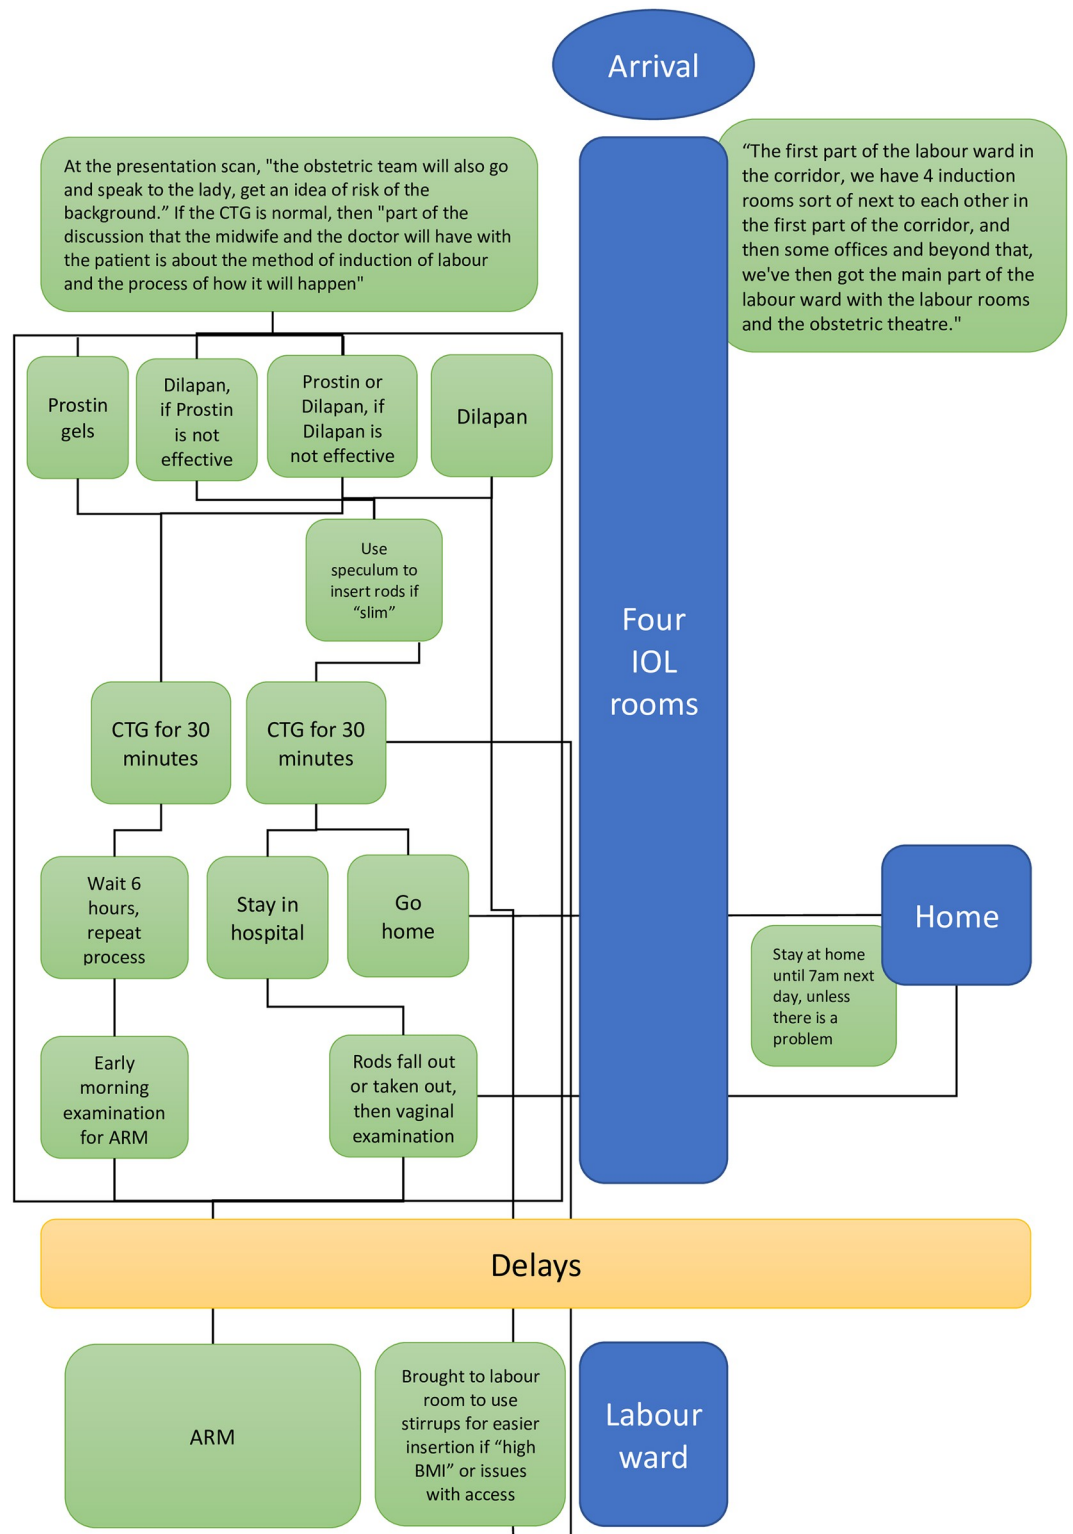 Arrival
At the presentation scan, "the obstetric team will also go
and speak to the lady, get an idea of risk of the
background.” If the CTG is normal, then "part of the
discussion that the midwife and the doctor will have with
the patient is about the method of induction of labour
and the process of how it will happen"
“The first part of the labour ward in
the corridor, we have 4 induction
rooms sort of next to each other in
the first part of the corridor, and
then some offices and beyond that,
we've then got the main part of the
labour ward with the labour rooms
and the obstetric theatre."
Prostin
gels
Dilapan,
if Prostin
is not
effective
Prostin or
Dilapan, if
Dilapan is
not effective
Dilapan
Use
speculum to
insert rods if
“slim”
Four
IOL
rooms
CTG for 30
minutes
CTG for 30
minutes
Wait 6
hours,
repeat
process
Stay in
hospital
Go
home
Home
Stay at home
until 7am next
day, unless
there is a
problem
Early
morning
examination
for ARM
Rods fall out
or taken out,
then vaginal
examination
Delays
ARM
Brought to labour
room to use
stirrups for easier
insertion if “high
BMI” or issues
with access
Labour
ward